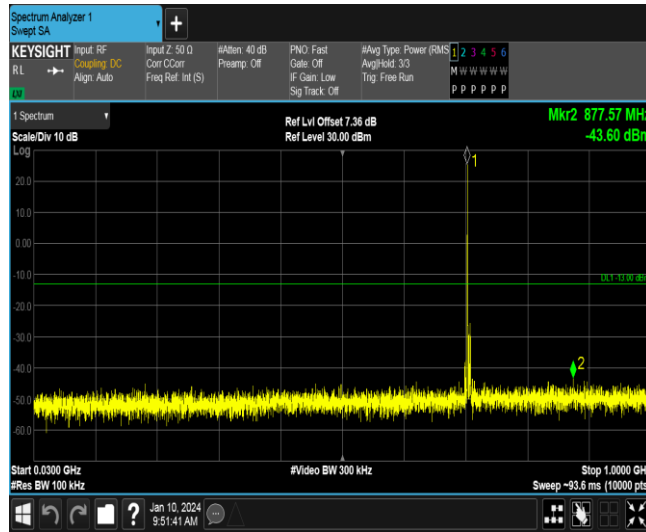 Spectrum Analyzer 1
Swept SA
KEYSIGHT Input: RF Input Z: 50 Ω #Atten: 40 dB PNO: Fast #Avg Type: Power (RMS 1 2 3 4 5 6
RL Coupling: DC Corr CCorr Preamp: Off Gate: Off Avg|Hold: 3/3 M W W W W W
Align: Auto Freq Ref: Int (S) IF Gain: Low Trig: Free Run
Sig Track: Off P P P P P P
1 Spectrum Ref Lvl Offset 7.36 dB Mkr2 877.57 MHz
Scale/Div 10 dB Ref Level 30.00 dBm -43.60 dBm
Log
1
20.0
10.0
0.00
-10.0
DL1 -13.00 dBm
-20.0
-30.0
-40.0
2
-50.0
-60.0
Start 0.0300 GHz #Video BW 300 kHz Stop 1.0000 GH
#Res BW 100 kHz Sweep ~93.6 ms (10000 pts
? Jan 10, 2024
9:51:41 AM